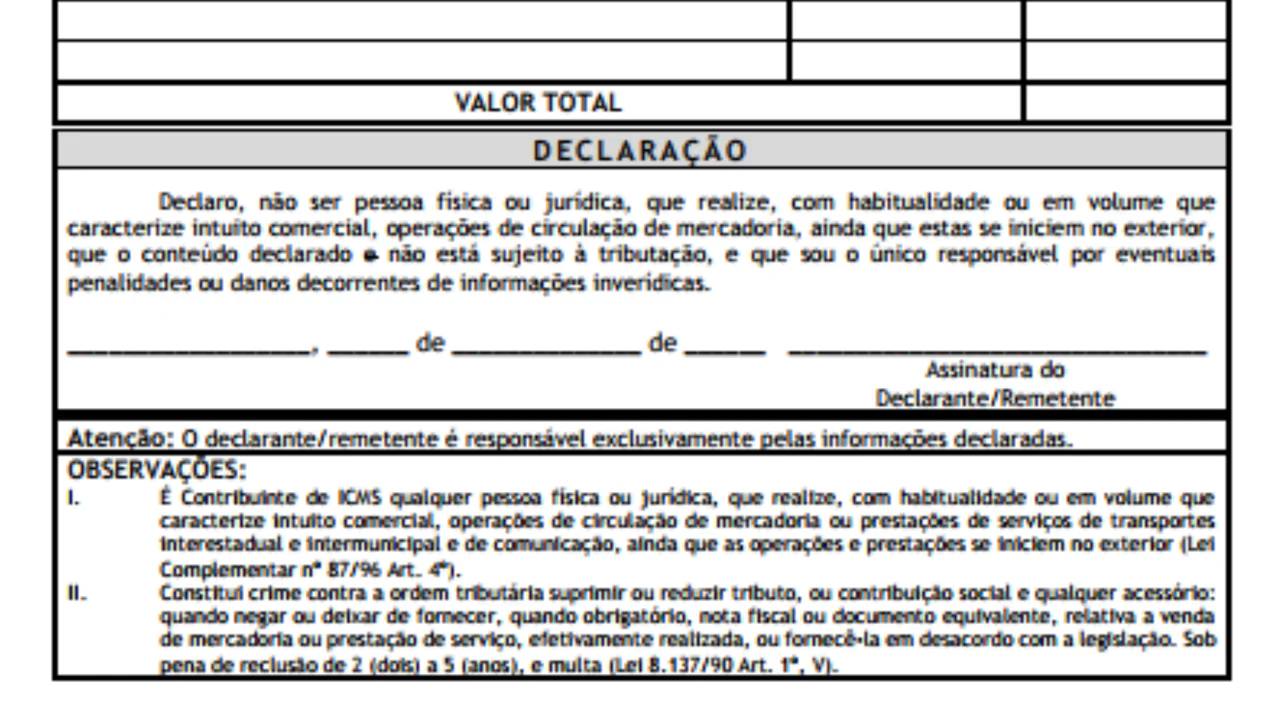 VALOR TOTAL
DECLARAÇÃO
Declaro, não ser pessoa física ou jurídica, que realize, com habitualidade ou em volume que
caracterize intuito comercial, operações de circulação de mercadoria, ainda que estas se iniciem no exterior,
que o conteúdo declarado e não está sujeito à tributação, e que sou o único responsável por eventuais
penalidades ou danos decorrentes de informações inverídicas.
__________________, ______ de ______________ de ______ _______________________________
Assinatura do
Declarante/Remetente
Atenção: O declarante/remetente é responsável exclusivamente pelas informações declaradas.
OBSERVAÇÕES:
I. É Contribuinte de ICMS qualquer pessoa física ou jurídica, que realize, com habitualidade ou em volume que
caracterize intuito comercial, operações de circulação de mercadoria ou prestações de serviços de transportes
interestadual e intermunicipal e de comunicação, ainda que as operações e prestações se iniciem no exterior (Lei
Complementar nº 87/96 Art. 4º).
II. Constitui crime contra a ordem tributária suprimir ou reduzir tributo, ou contribuição social e qualquer acessório:
quando negar ou deixar de fornecer, quando obrigatório, nota fiscal ou documento equivalente, relativa a venda
de mercadoria ou prestação de serviço, efetivamente realizada, ou fornecê-la em desacordo com a legislação. Sob
pena de reclusão de 2 (dois) a 5 (anos), e multa (Lei 8.137/90 Art. 1º, V).